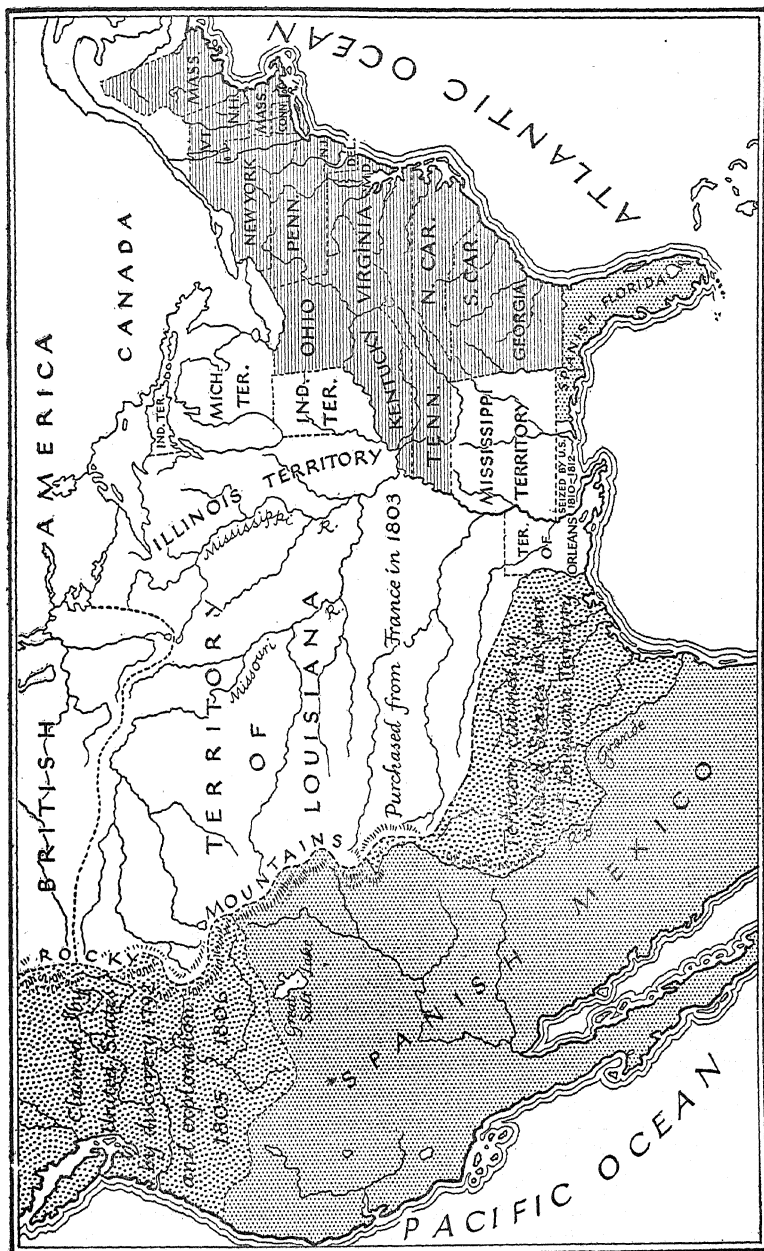 BRITISH AMERICA
CANADA
ATLANTIC OCEAN
PACIFIC OCEAN
ROCKY MOUNTAINS
Claimed by
United States
by discovery 1792
and exploration
1805 1806
TERRITORY
OF
LOUISIANA
Purchased from France in 1803
Missouri R.
Mississippi R.
ILLINOIS TERRITORY
IND. TER.
MICH.
TER.
IND.
TER.
MASS.
VT.
N.H.
MASS.
CONN.
R.I.
NEW YORK
PENN.
N.J.
DEL.
MD.
OHIO
VIRGINIA
KENTUCKY
N. CAR.
TENN.
S. CAR.
GEORGIA
MISSISSIPPI
TERRITORY
TER.
OF
ORLEANS
SEIZED BY U.S.
1810-1812
SPANISH FLORIDA
Territory claimed by
United States as part
of Louisiana Territory
Rio Grande
Great
Salt Lake
SPANISH MEXICO